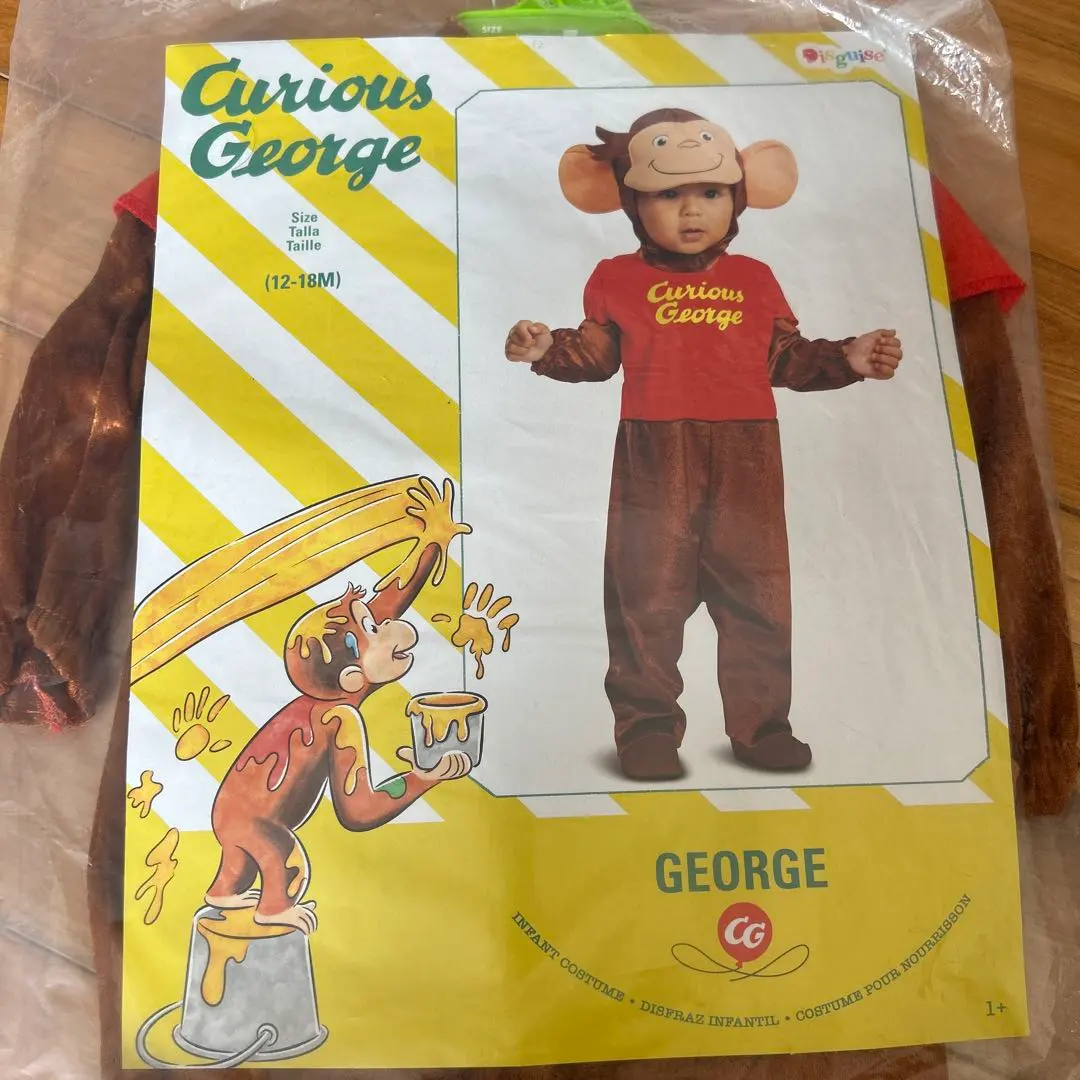 SIZE
Disguise
Curious
George
Size
Talla
Taille
(12-18M)
Curious
George
GEORGE
CG
INFANT COSTUME • DISFRAZ INFANTIL • COSTUME POUR NOURRISSON
1+